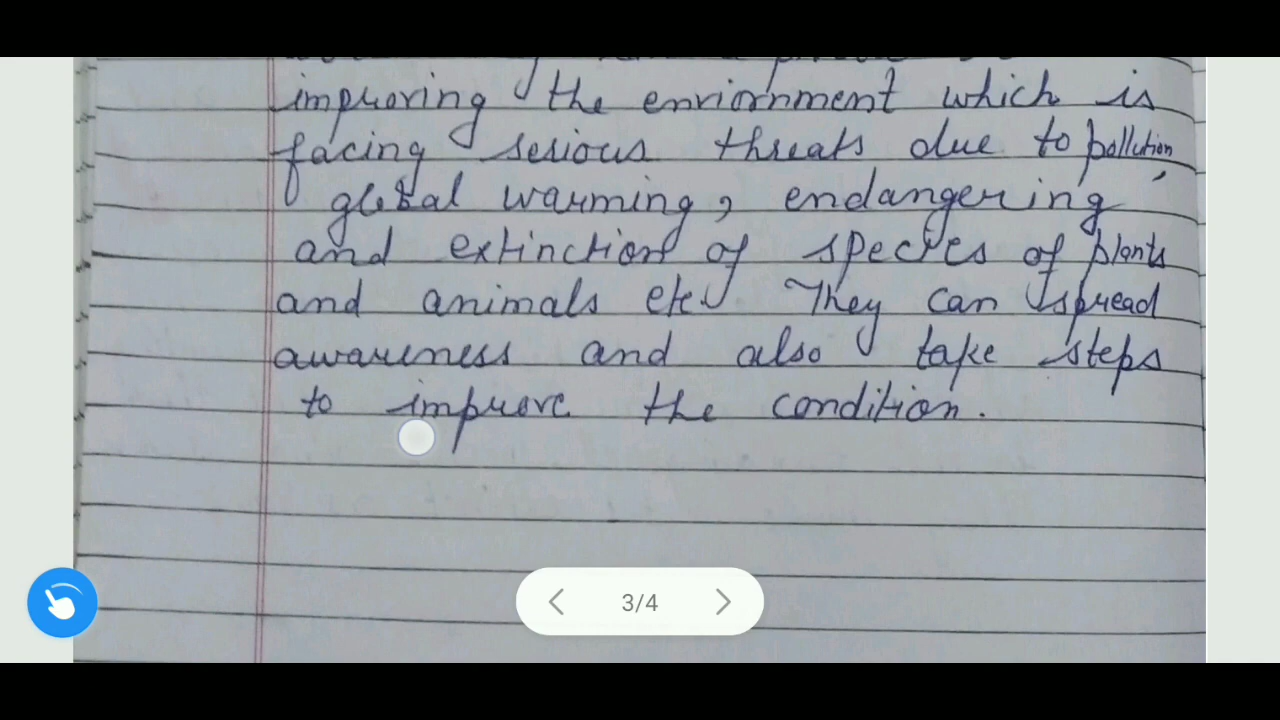 improving the enviornment which is
facing serious threats due to pollution,
global warming, endangering
and extinction of species of plants
and animals etc. They can spread
awareness and also take steps
to improve the condition.
3/4